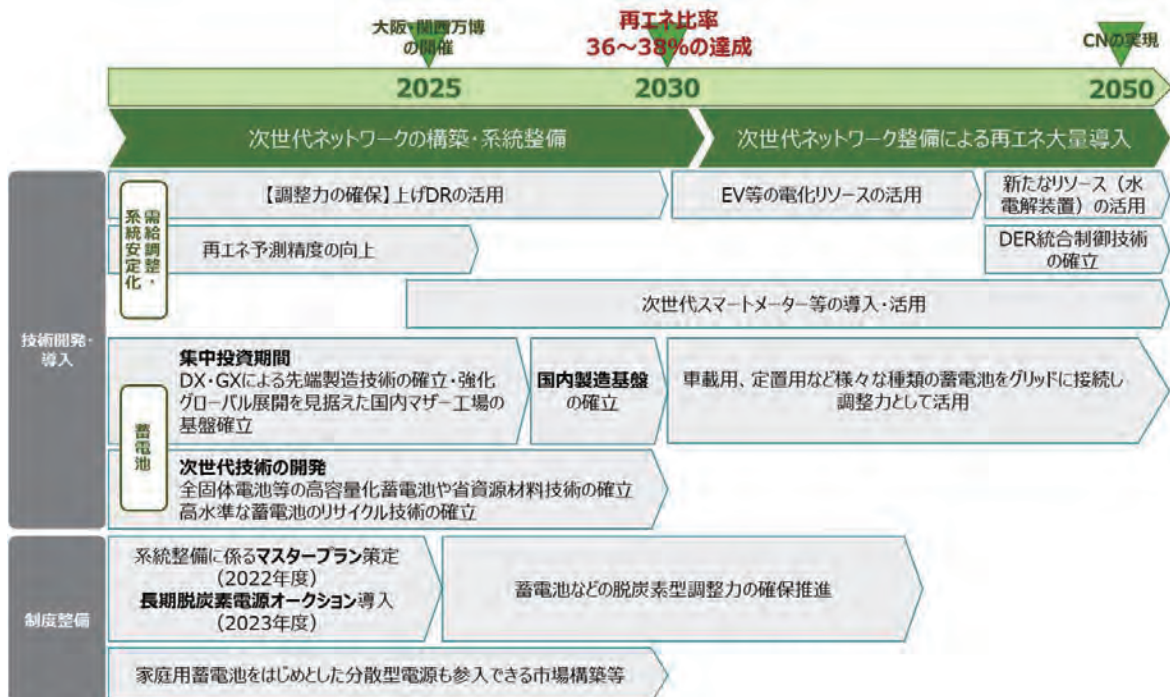 大阪・関西万博
の開催
再エネ比率
36～38%の達成
CNの実現
2025
2030
2050
次世代ネットワークの構築・系統整備
次世代ネットワーク整備による再エネ大量導入
技術開発・
導入
需給調整・
系統安定化
【調整力の確保】上げDRの活用
EV等の電化リソースの活用
新たなリソース（水
電解装置）の活用
再エネ予測精度の向上
DER統合制御技術
の確立
次世代スマートメーター等の導入・活用
蓄電池
集中投資期間
DX・GXによる先端製造技術の確立・強化
グローバル展開を見据えた国内マザー工場の
基盤確立
国内製造基盤
の確立
車載用、定置用など様々な種類の蓄電池をグリッドに接続し
調整力として活用
次世代技術の開発
全固体電池等の高容量化蓄電池や省資源材料技術の確立
高水準な蓄電池のリサイクル技術の確立
制度整備
系統整備に係るマスタープラン策定
（2022年度）
長期脱炭素電源オークション導入
（2023年度）
蓄電池などの脱炭素型調整力の確保推進
家庭用蓄電池をはじめとした分散型電源も参入できる市場構築等